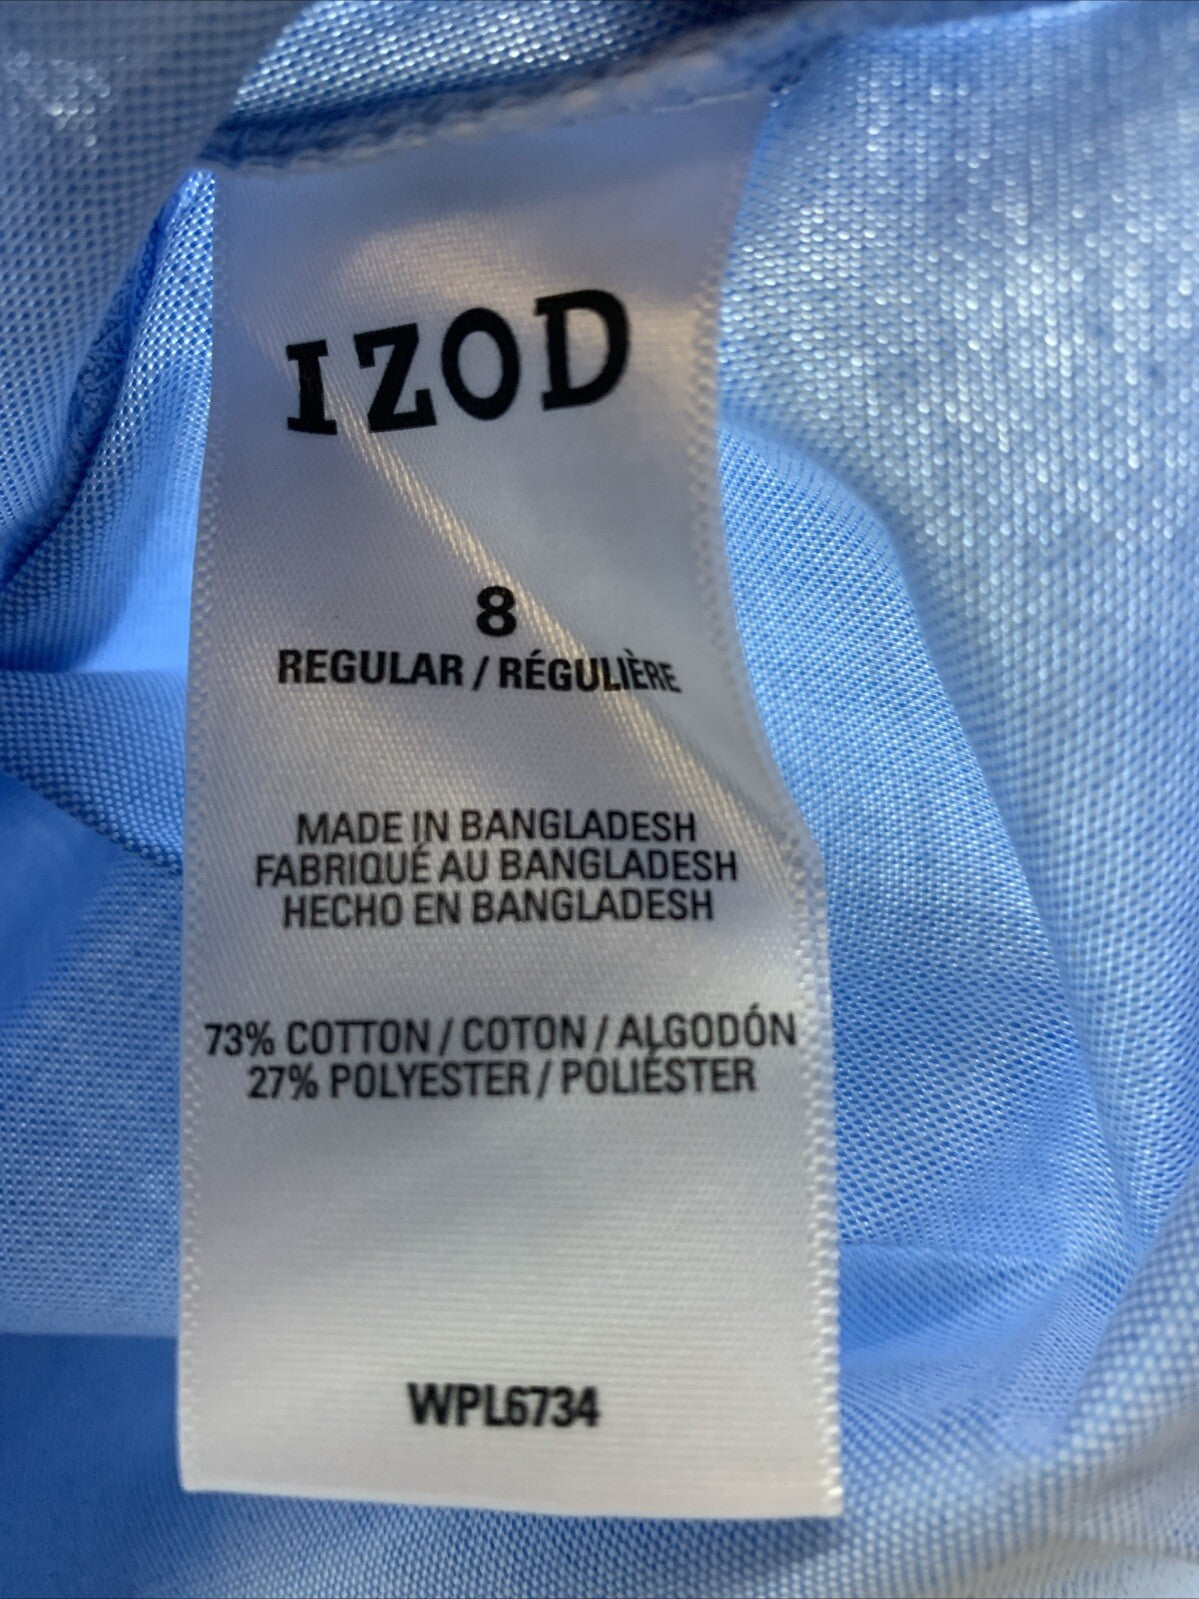 IZOD
8
REGULAR / RÉGULIÈRE
MADE IN BANGLADESH
FABRIQUÉ AU BANGLADESH
HECHO EN BANGLADESH
73% COTTON / COTON / ALGODÓN
27% POLYESTER / POLIÉSTER
WPL6734